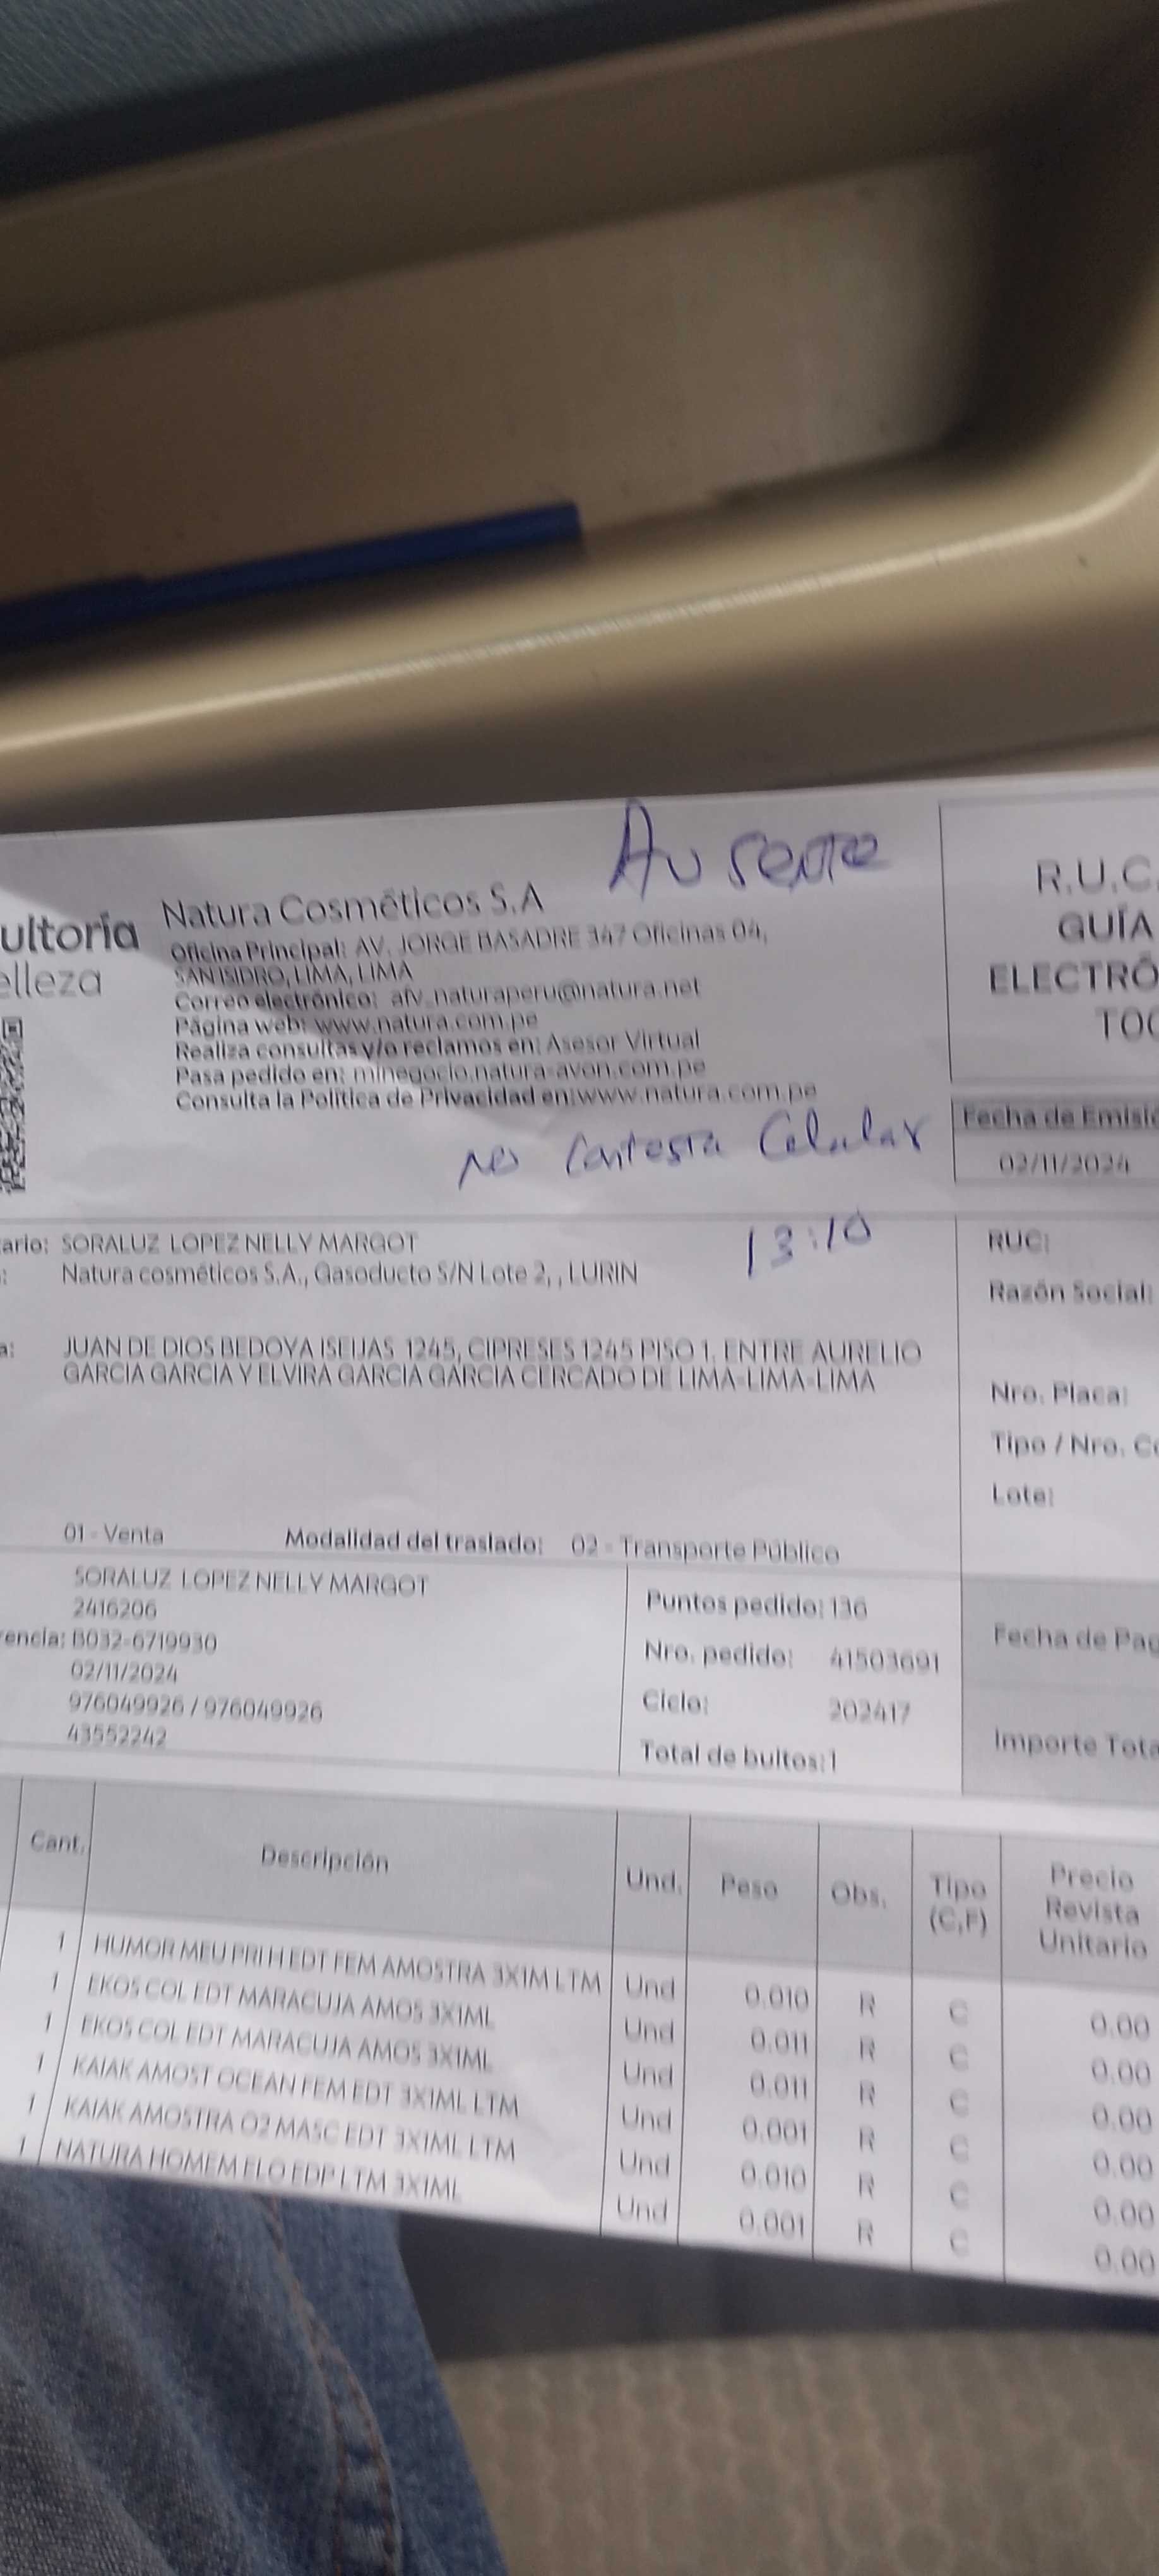 Ausente
ultoría
elleza
Natura Cosméticos S.A
Oficina Principal: AV. JORGE BASADRE 347 Oficinas 04,
SAN ISIDRO, LIMA, LIMA
Correo electrónico: afv_naturaperu@natura.net
Página web: www.natura.com.pe
Realiza consultas y/o reclamos en: Asesor Virtual
Pasa pedido en: minegocio.natura-avon.com.pe
Consulta la Política de Privacidad en:www.natura.com.pe
R.U.C.
GUÍA
ELECTRÓ
TOC
Fecha de Emisió
02/11/2024
no Contesta Celular
13:10
ario: SORALUZ LOPEZ NELLY MARGOT
: Natura cosméticos S.A., Gasoducto S/N Lote 2, , LURIN
a: JUAN DE DIOS BEDOYA ISEIJAS 1245, CIPRESES 1245 PISO 1. ENTRE AURELIO
GARCIA GARCIA Y ELVIRA GARCIA GARCIA CERCADO DE LIMA-LIMA-LIMA
RUC:
Razón Social:
Nro. Placa:
Tipo / Nro. Co
Lote:
01 - Venta Modalidad del traslado: 02 - Transporte Público
SORALUZ LOPEZ NELLY MARGOT
2416206
rencia: B032-6719930
02/11/2024
976049926 / 976049926
43552242
Puntos pedido: 136
Nro. pedido: 41503691
Ciclo: 202417
Total de bultos: 1
Fecha de Pag
Importe Tota
Cant. Descripción Und. Peso Obs. Tipo (C,F) Precio Revista Unitario
1 HUMOR MEU PRI H EDT FEM AMOSTRA 3X1M LTM Und 0.010 R C 0.00
1 EKOS COL EDT MARACUJA AMOS 3X1ML Und 0.011 R C 0.00
1 EKOS COL EDT MARACUJA AMOS 3X1ML Und 0.011 R C 0.00
1 KAIAK AMOST OCEAN FEM EDT 3X1ML LTM Und 0.001 R C 0.00
1 KAIAK AMOSTRA O2 MASC EDT 3X1ML LTM Und 0.010 R C 0.00
1 NATURA HOMEM ELO EDP LTM 3X1ML Und 0.001 R C 0.00